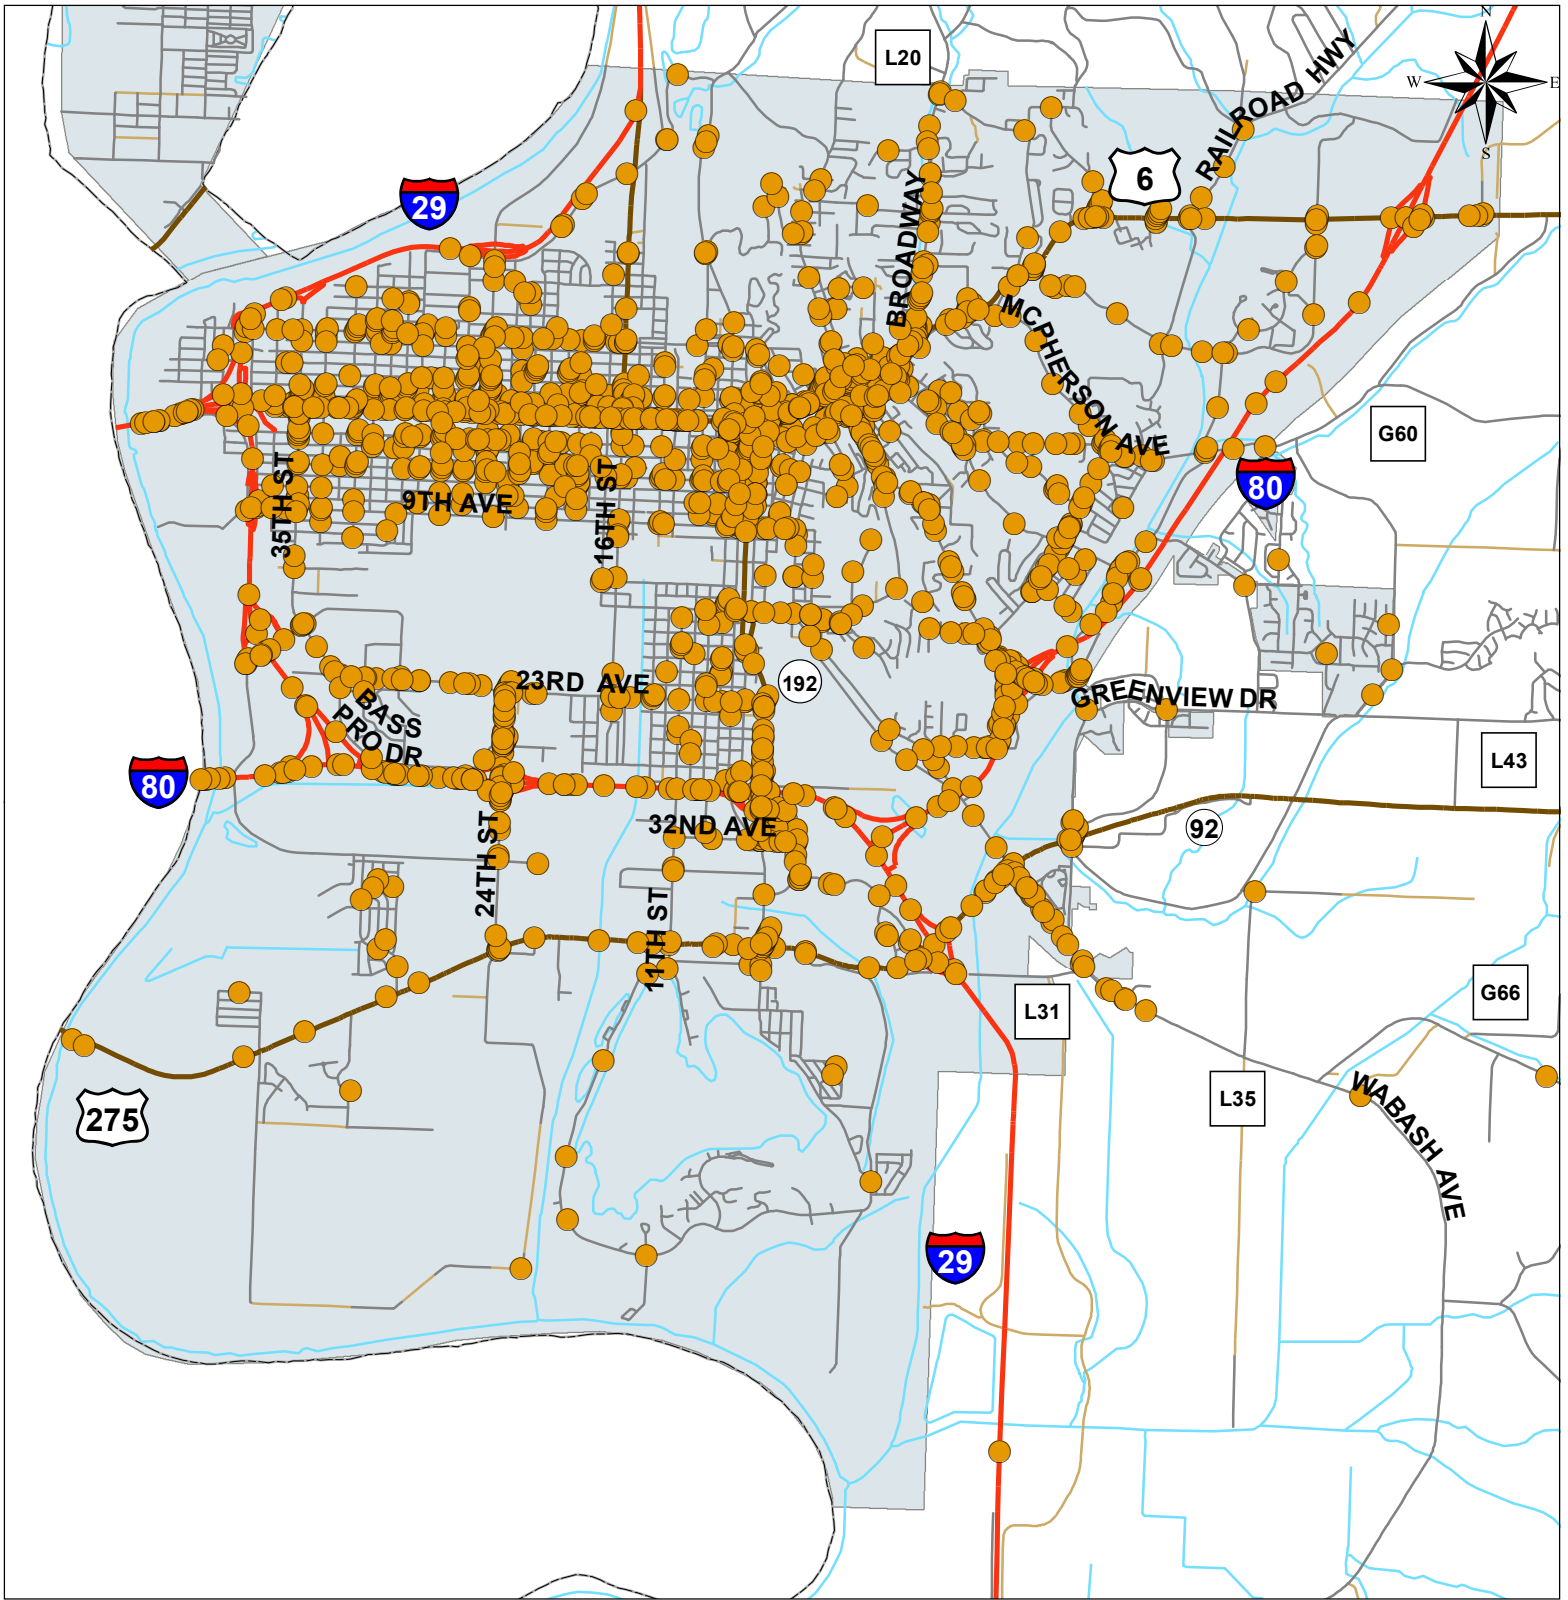 N
W
E
S
L20
RAILROAD HWY
6
29
BROADWAY
MCPHERSON AVE
G60
80
35TH ST
9TH AVE
16TH ST
23RD AVE
192
GREENVIEW DR
BASS
PRO DR
80
L43
32ND AVE
92
24TH ST
11TH ST
G66
L31
275
L35
WABASH AVE
29